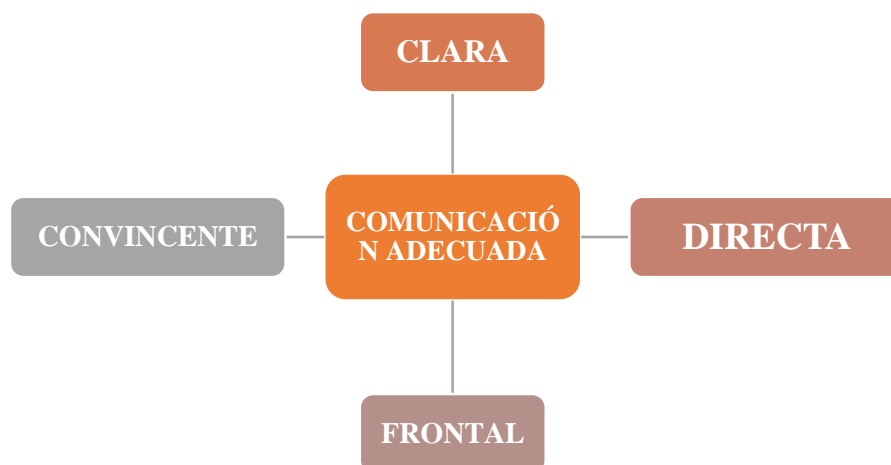 CLARA
CONVINCENTE
COMUNICACIÓ
N ADECUADA
DIRECTA
FRONTAL